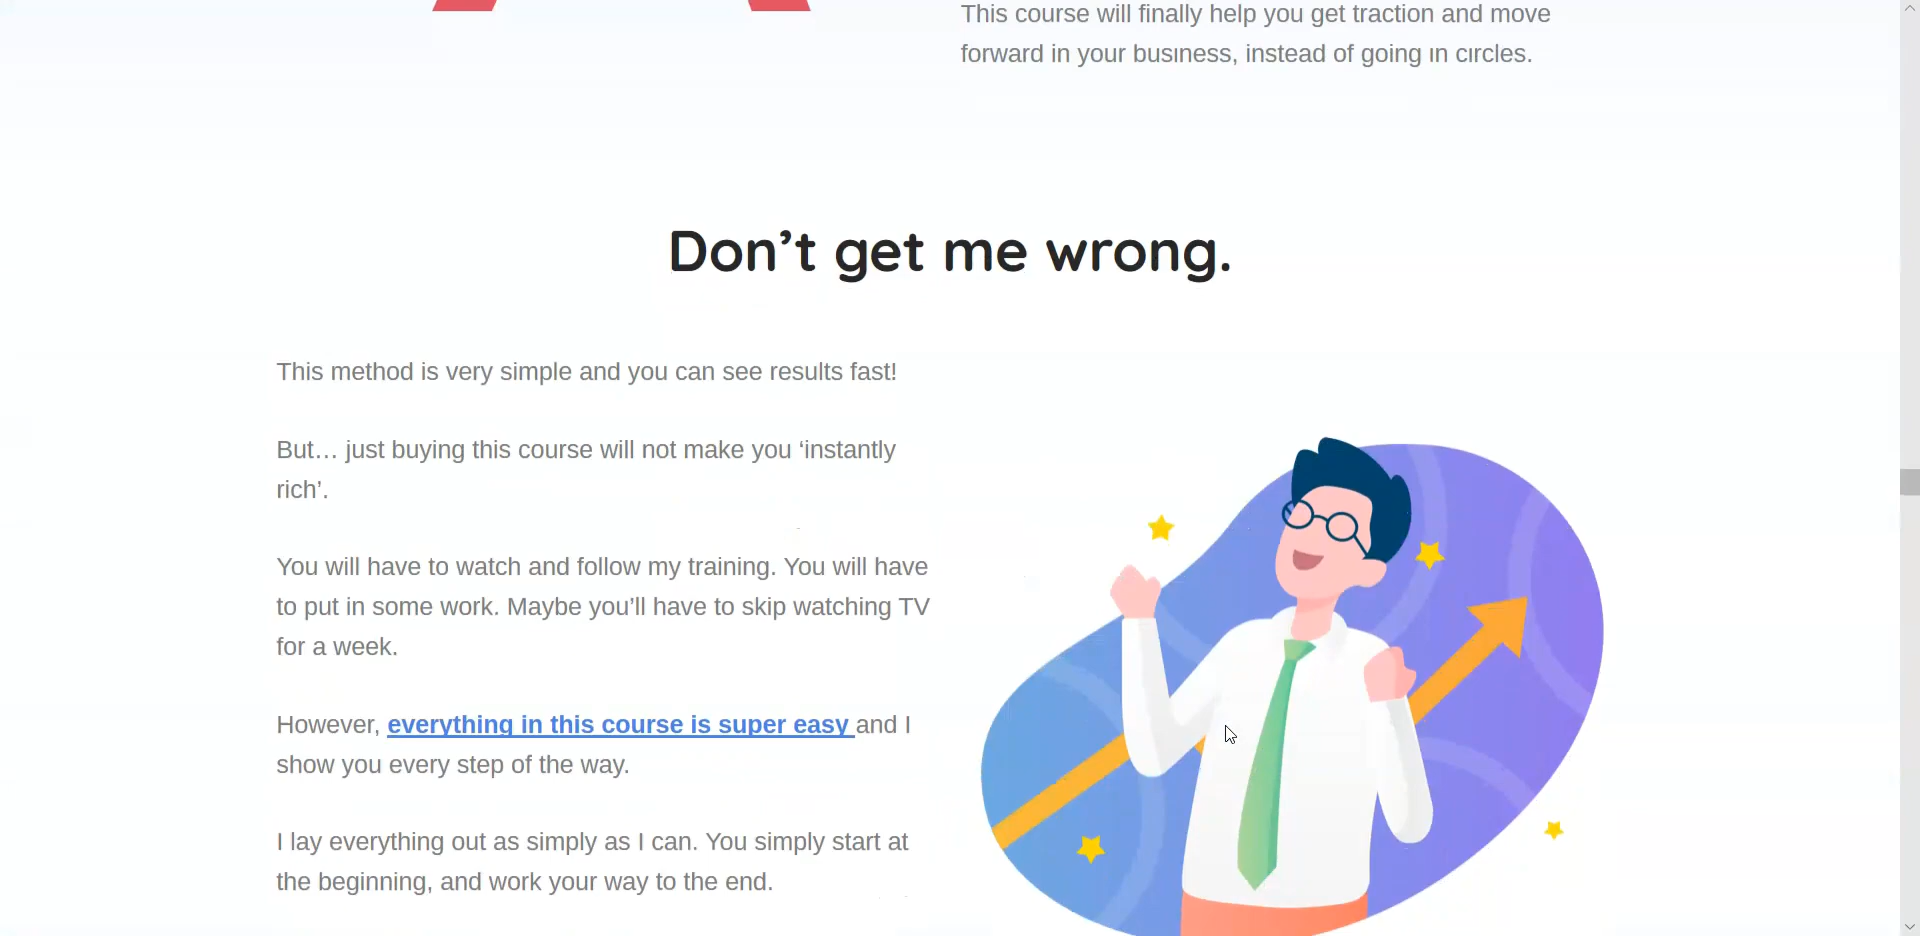 This course will finally help you get traction and move
forward in your business, instead of going in circles.
Don’t get me wrong.
This method is very simple and you can see results fast!
But… just buying this course will not make you ‘instantly
rich’.
You will have to watch and follow my training. You will have
to put in some work. Maybe you’ll have to skip watching TV
for a week.
However, everything in this course is super easy and I
show you every step of the way.
I lay everything out as simply as I can. You simply start at
the beginning, and work your way to the end.